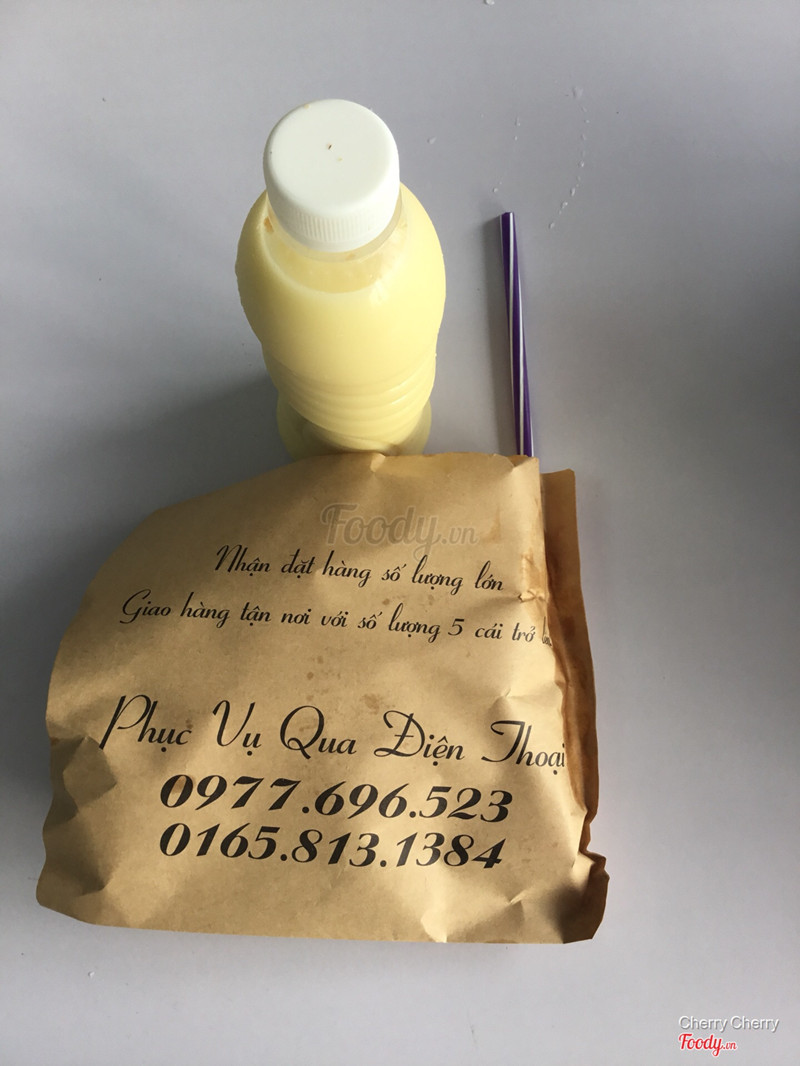 Foody.vn
Nhận đặt hàng số lượng lớn
Giao hàng tận nơi với số lượng 5 cái trở
Phục Vụ Qua Điện Thoại
0977.696.523
0165.813.1384
Cherry Cherry
Foody.vn